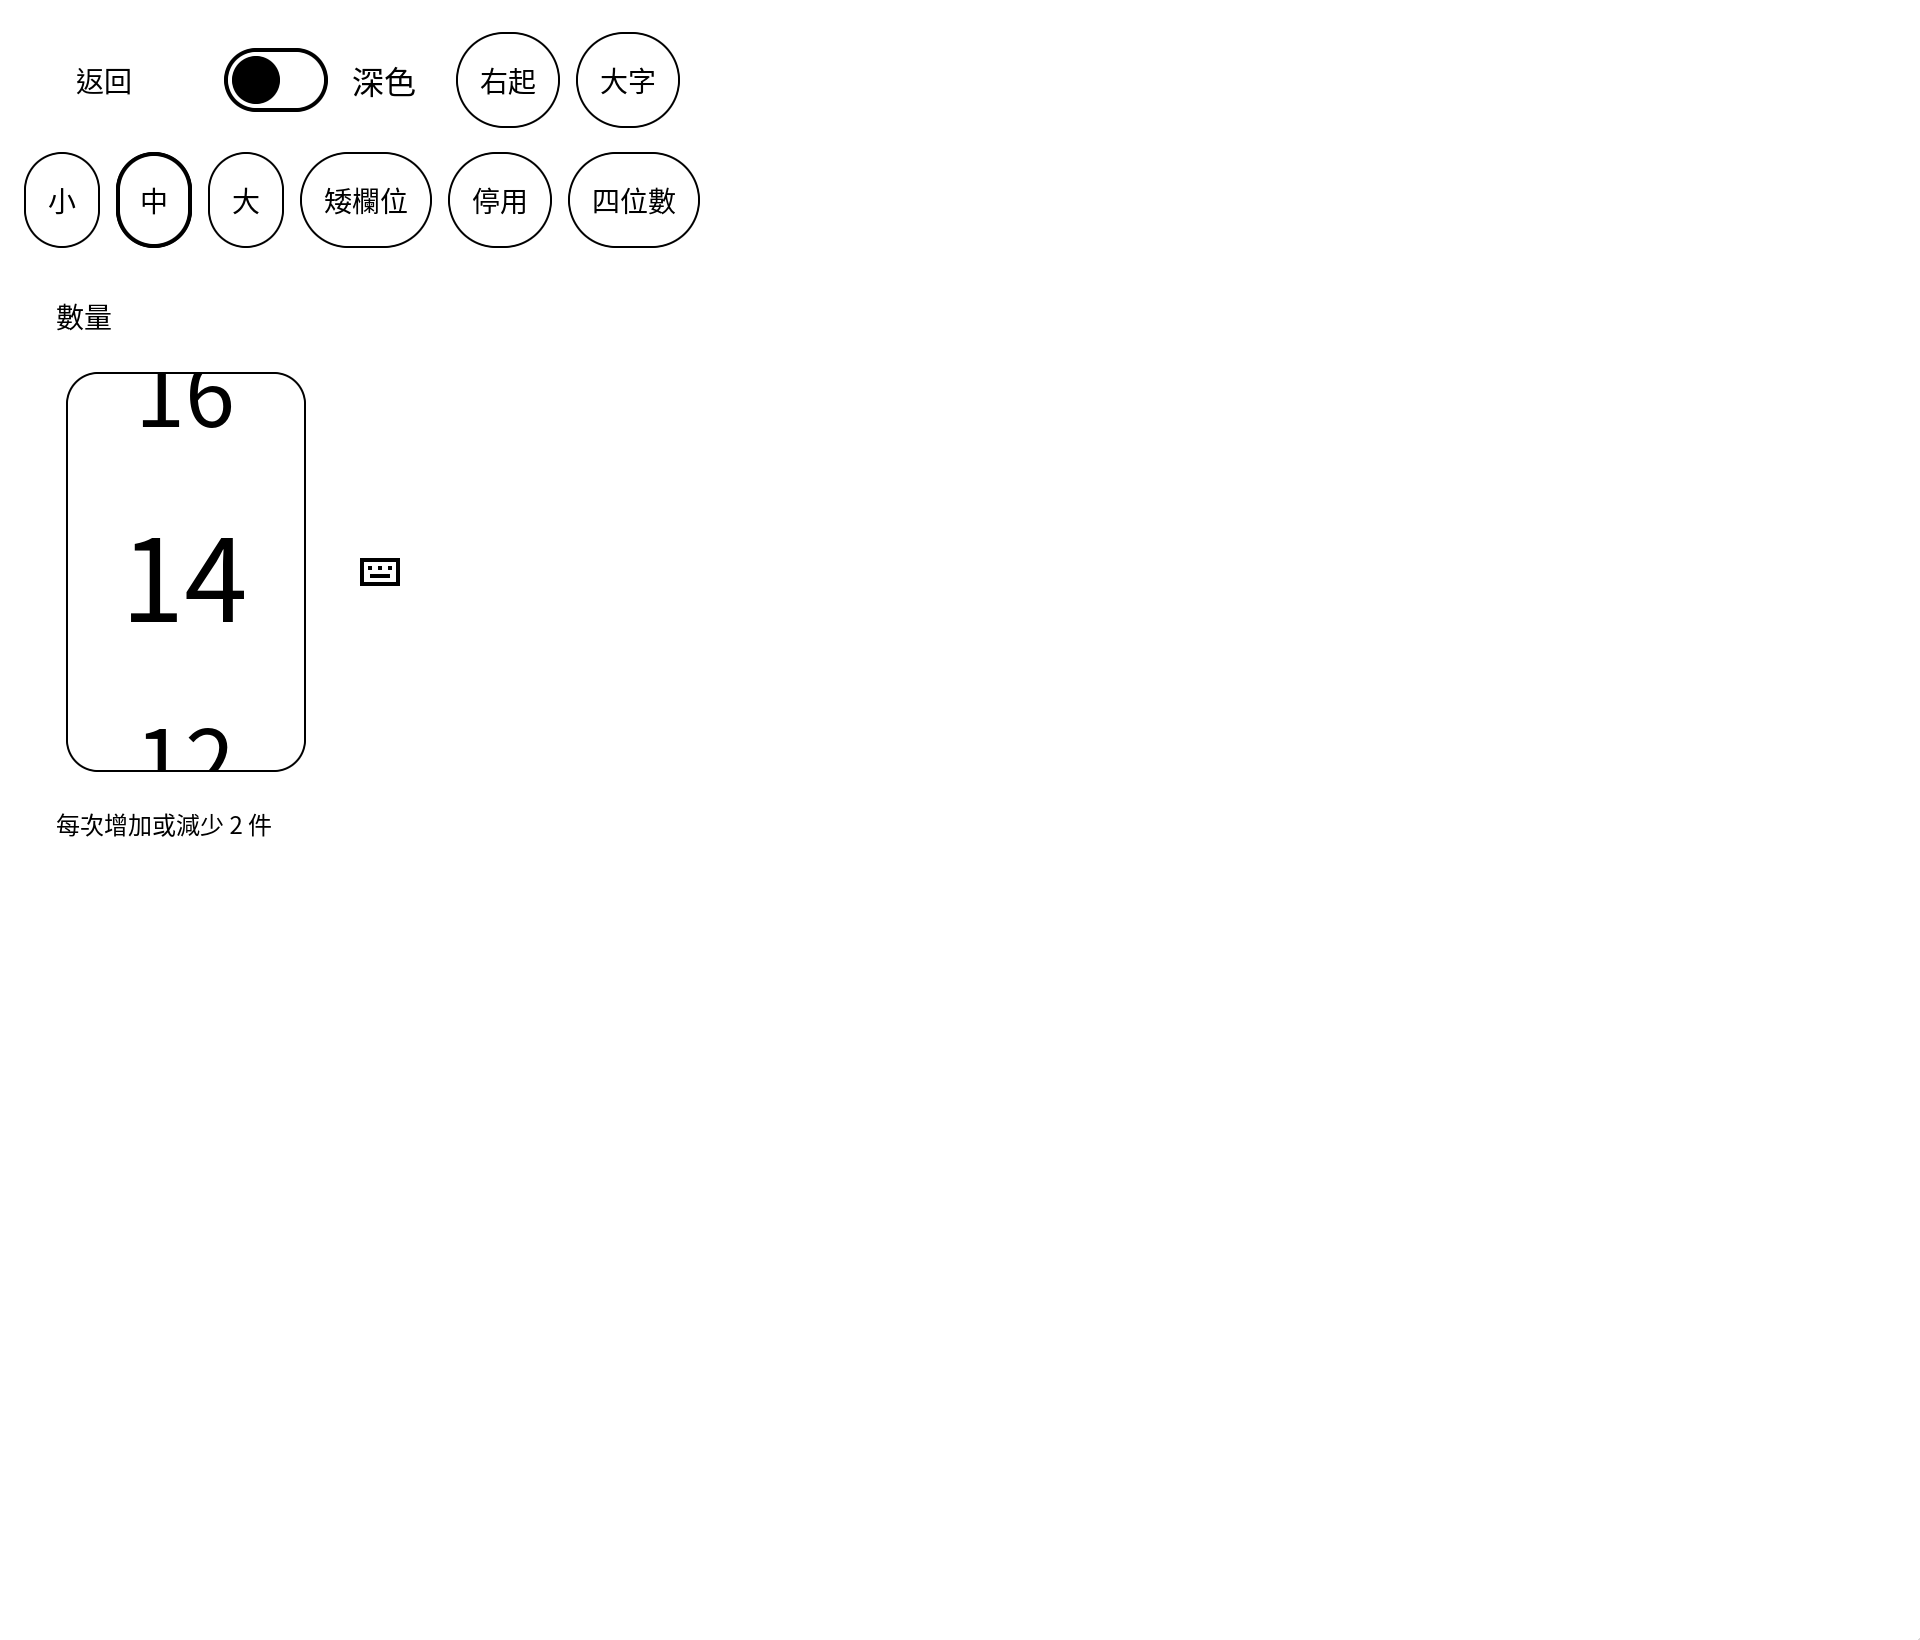 返回 深色 右起 大字
小 中 大 矮欄位 停用 四位數
數量
16
14
12
每次增加或減少 2 件